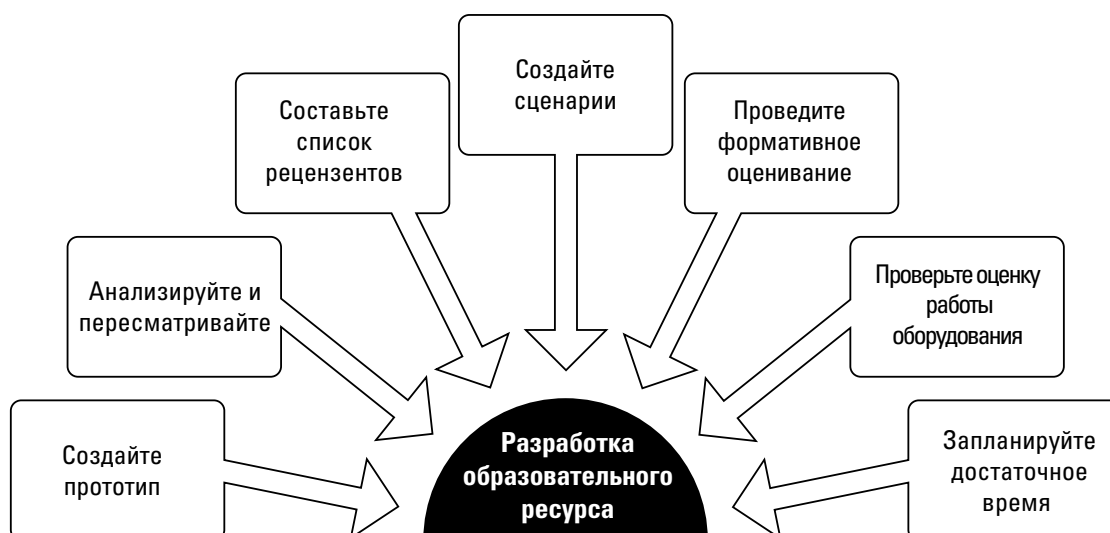 Создайте
сценарии
Составьте
список
рецензентов
Проведите
формативное
оценивание
Анализируйте и
пересматривайте
Проверьте оценку
работы
оборудования
Создайте
прототип
Разработка
образовательного
ресурса
Запланируйте
достаточное
время